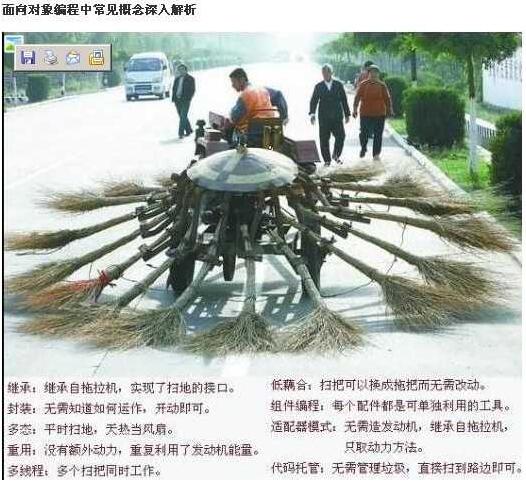 面向对象编程中常见概念深入解析
继承：继承自拖拉机，实现了扫地的接口。
封装：无需知道如何运作，开动即可。
多态：平时扫地，天热当风扇。
重用：没有额外动力，重复利用了发动机能量。
多线程：多个扫把同时工作。
低耦合：扫把可以换成拖把而无需改动。
组件编程：每个配件都是可单独利用的工具。
适配器模式：无需造发动机，继承自拖拉机，
只取动力方法。
代码托管：无需管理垃圾，直接扫到路边即可。